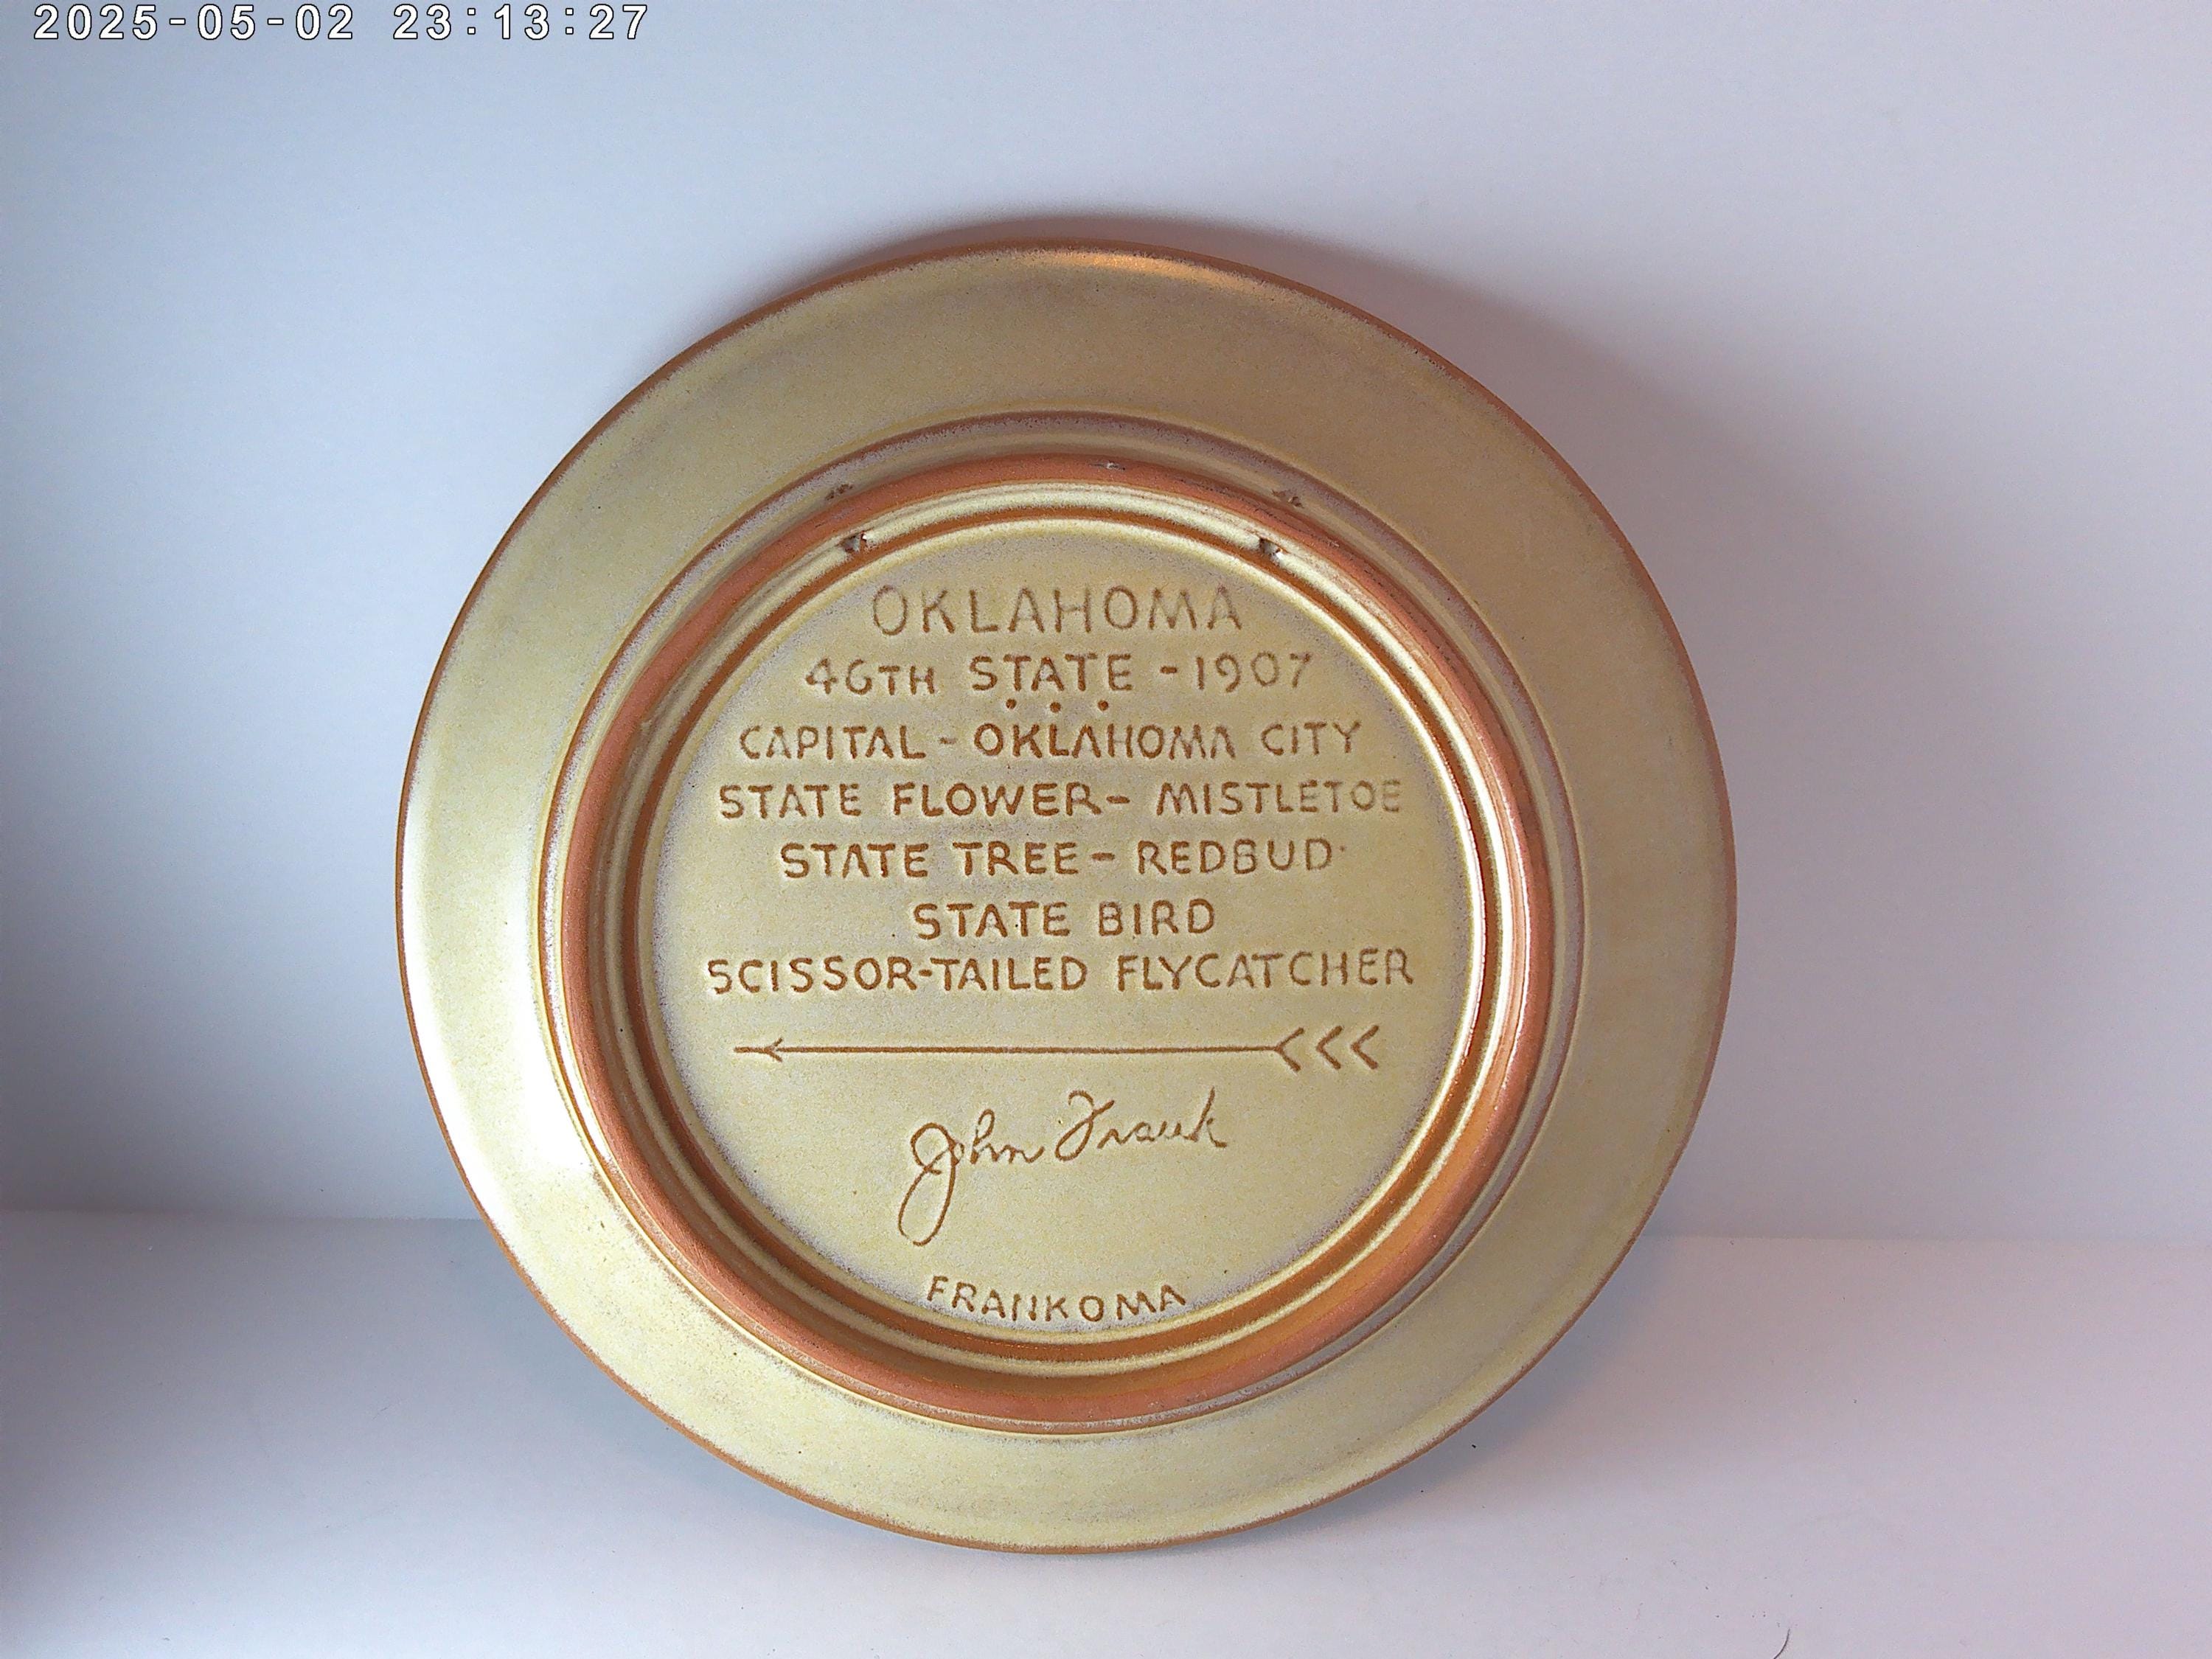 2025-05-02 23:13:27
OKLAHOMA
46TH STATE - 1907
CAPITAL - OKLAHOMA CITY
STATE FLOWER - MISTLETOE
STATE TREE - REDBUD
STATE BIRD
SCISSOR-TAILED FLYCATCHER
John Frank
FRANKOMA